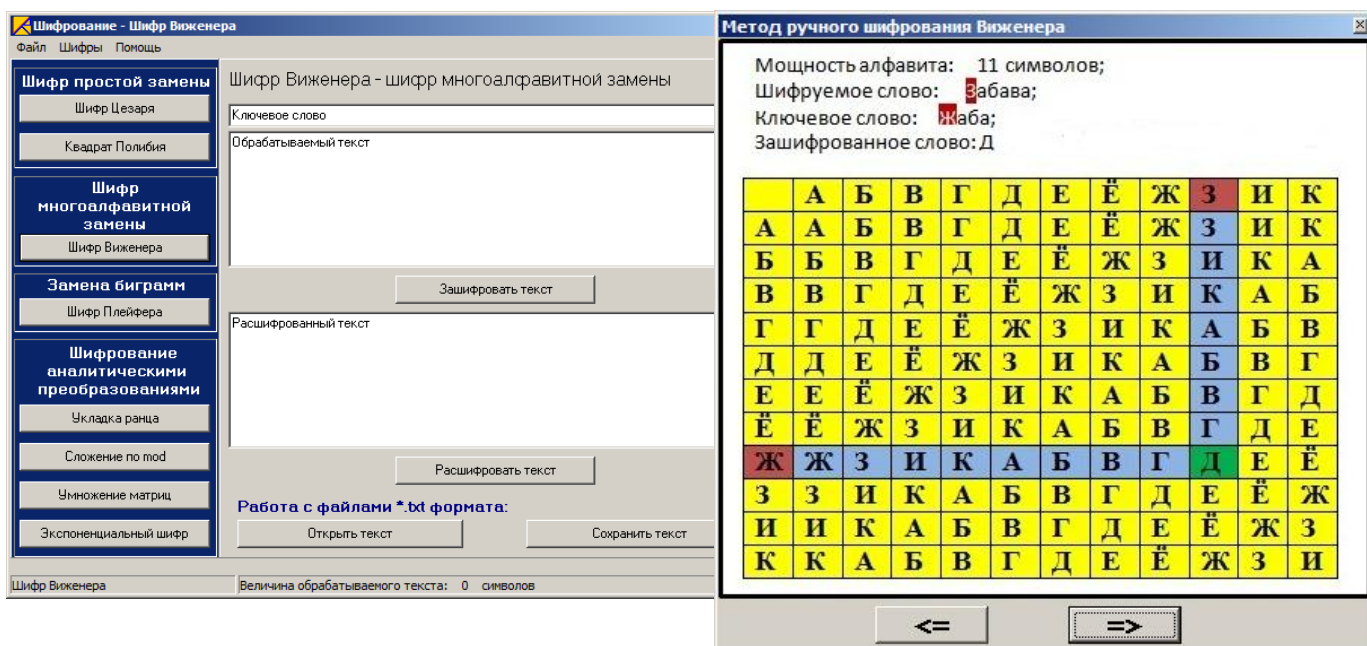 Шифрование - Шифр Виженера
Файл Шифры Помощь
Шифр простой замены
Шифр Цезаря
Квадрат Полибия
Шифр
многоалфавитной
замены
Шифр Виженера
Замена биграмм
Шифр Плейфера
Шифрование
аналитическими
преобразованиями
Укладка ранца
Сложение по mod
Умножение матриц
Экспоненциальный шифр
Шифр Виженера - шифр многоалфавитной замены
Ключевое слово
Обрабатываемый текст
Зашифровать текст
Расшифрованный текст
Расшифровать текст
Работа с файлами *.txt формата:
Открыть текст
Сохранить текст
Шифр Виженера
Величина обрабатываемого текста: 0 символов
Метод ручного шифрования Виженера
Мощность алфавита: 11 символов;
Шифруемое слово: Забава;
Ключевое слово: Жаба;
Зашифрованное слово: Д
А Б В Г Д Е Ё Ж З И К
А А Б В Г Д Е Ё Ж З И К
Б Б В Г Д Е Ё Ж З И К А
В В Г Д Е Ё Ж З И К А Б
Г Г Д Е Ё Ж З И К А Б В
Д Д Е Ё Ж З И К А Б В Г
Е Е Ё Ж З И К А Б В Г Д
Ё Ё Ж З И К А Б В Г Д Е
Ж Ж З И К А Б В Г Д Е Ё
З З И К А Б В Г Д Е Ё Ж
И И К А Б В Г Д Е Ё Ж З
К К А Б В Г Д Е Ё Ж З И
<=
=>